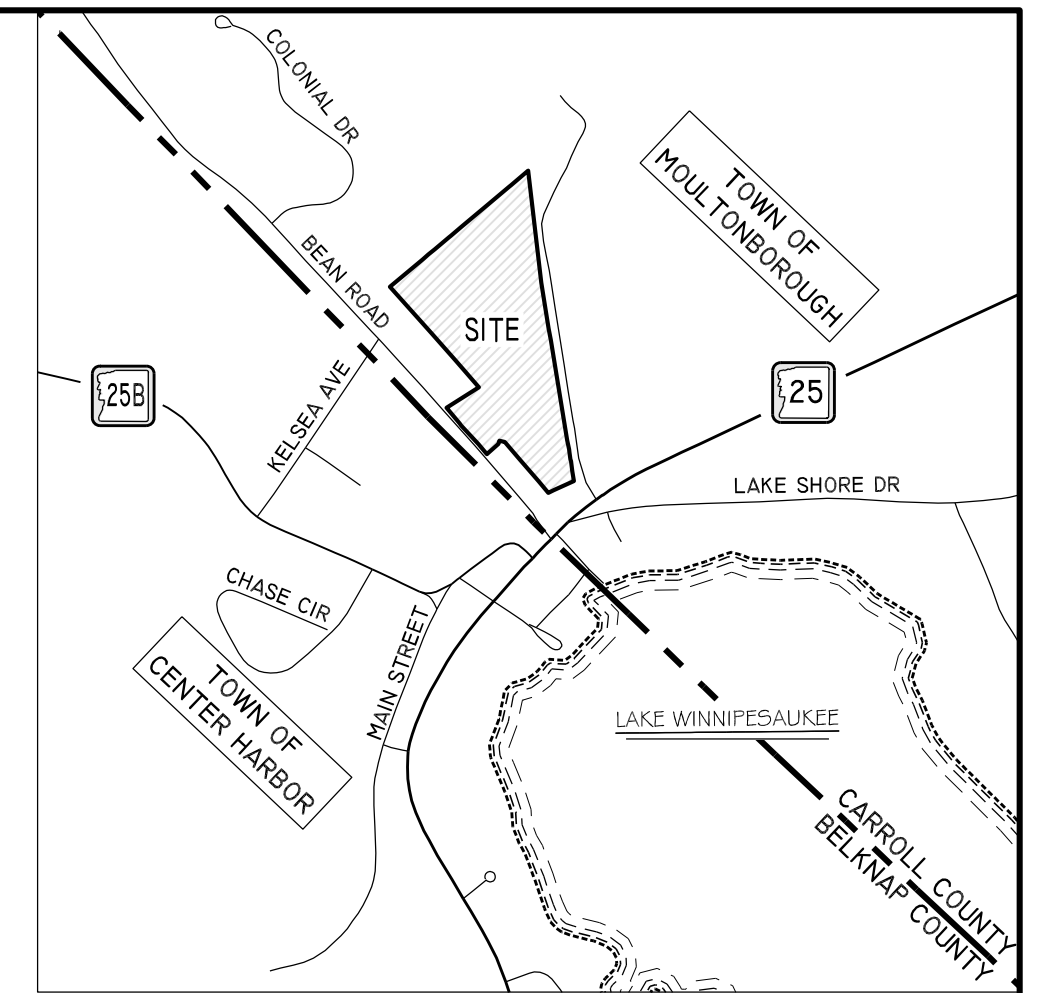 COLONIAL DR
TOWN OF
MOULTONBOROUGH
BEAN ROAD
SITE
25B
KELSEA AVE
25
LAKE SHORE DR
CHASE CIR
MAIN STREET
TOWN OF
CENTER HARBOR
LAKE WINNIPESAUKEE
CARROLL COUNTY
BELKNAP COUNTY